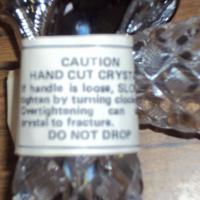 CAUTION
HAND CUT CRYST
If handle is loose, SLO
tighten by turning clock
Overtightening can
crystal to fracture.
DO NOT DROP